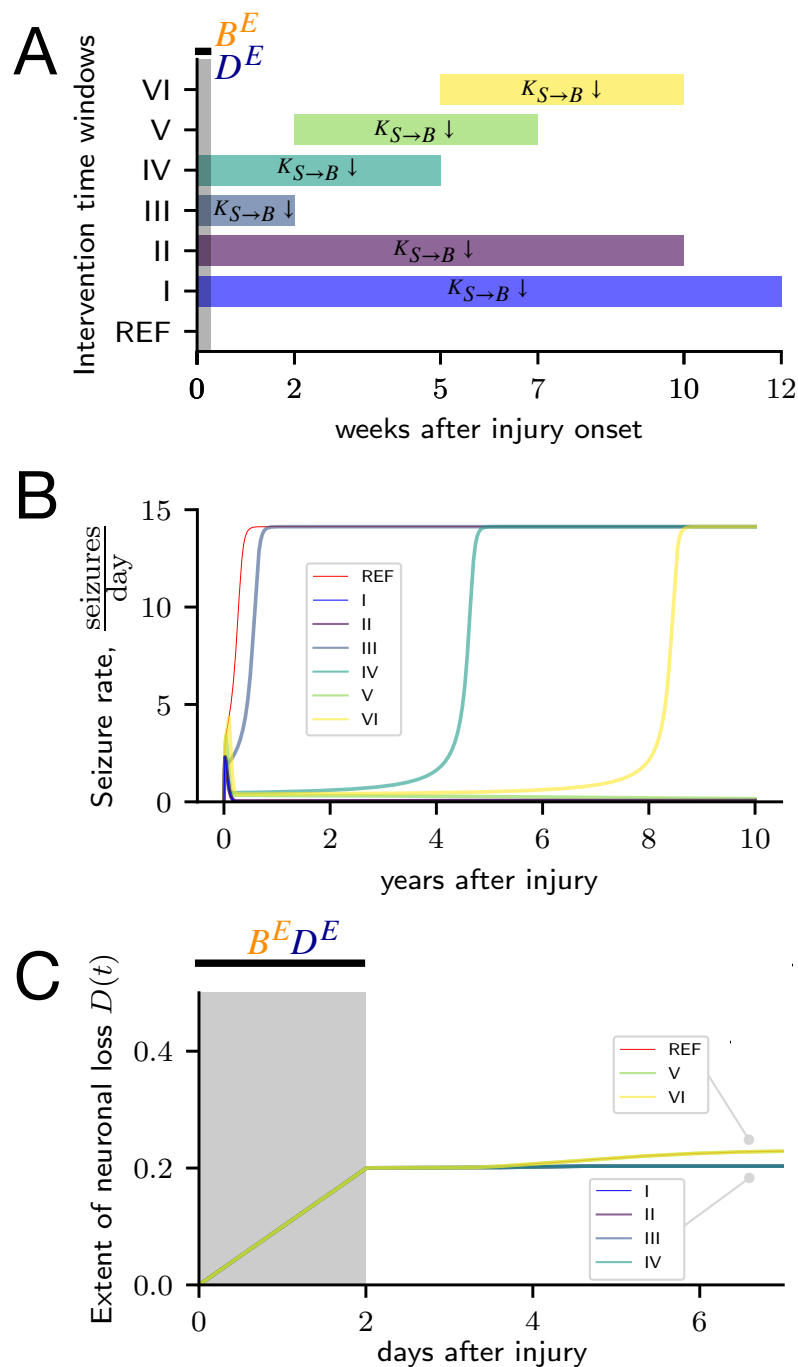 A
B^E
D^E
Intervention time windows
VI
V
IV
III
II
I
REF
K_{S→B} ↓
K_{S→B} ↓
K_{S→B} ↓
K_{S→B} ↓
K_{S→B} ↓
K_{S→B} ↓
0 2 5 7 10 12
weeks after injury onset
B
Seizure rate, seizures/day
15
10
5
0
REF
I
II
III
IV
V
VI
0 2 4 6 8 10
years after injury
B^E D^E
C
Extent of neuronal loss D(t)
0.4
0.2
0.0
REF
V
VI
I
II
III
IV
0 2 4 6
days after injury